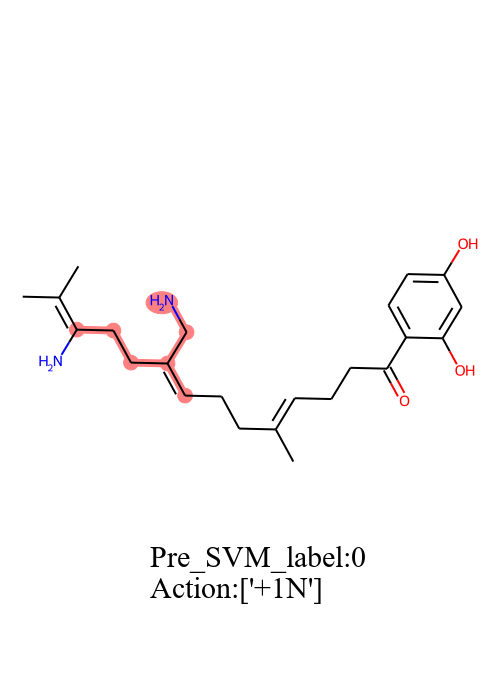 OH
H2N
H2N
OH
O
Pre_SVM_label:0
Action:['+1N']